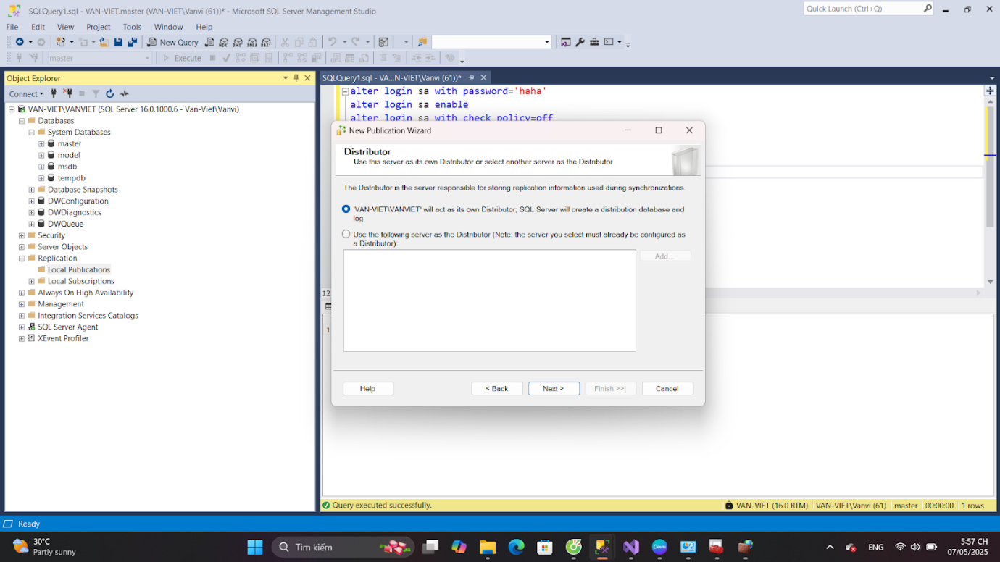 SQLQuery1.sql - VAN-VIET.master (VAN-VIET\Vanvi (61))* - Microsoft SQL Server Management Studio
Quick Launch (Ctrl+Q)
File Edit View Project Tools Window Help
New Query
master
Execute
Object Explorer
SQLQuery1.sql - VA...N-VIET\Vanvi (61))*
Connect
VAN-VIET\VANVIET (SQL Server 16.0.1000.6 - Van-Viet\Vanvi)
Databases
System Databases
master
model
msdb
tempdb
Database Snapshots
DWConfiguration
DWDiagnostics
DWQueue
Security
Server Objects
Replication
Local Publications
Local Subscriptions
Always On High Availability
Management
Integration Services Catalogs
SQL Server Agent
XEvent Profiler
alter login sa with password='haha'
alter login sa enable
alter login sa with check_policy=off
New Publication Wizard
Distributor
Use this server as its own Distributor or select another server as the Distributor.
The Distributor is the server responsible for storing replication information used during synchronizations.
'VAN-VIET\VANVIET' will act as its own Distributor; SQL Server will create a distribution database and
log
Use the following server as the Distributor (Note: the server you select must already be configured as
a Distributor):
Add...
Help
< Back
Next >
Finish >>|
Cancel
12
1
Query executed successfully.
VAN-VIET (16.0 RTM) VAN-VIET\Vanvi (61) master 00:00:00 1 rows
Ready
30°C
Partly sunny
Tìm kiếm
ENG
5:57 CH
07/05/2025